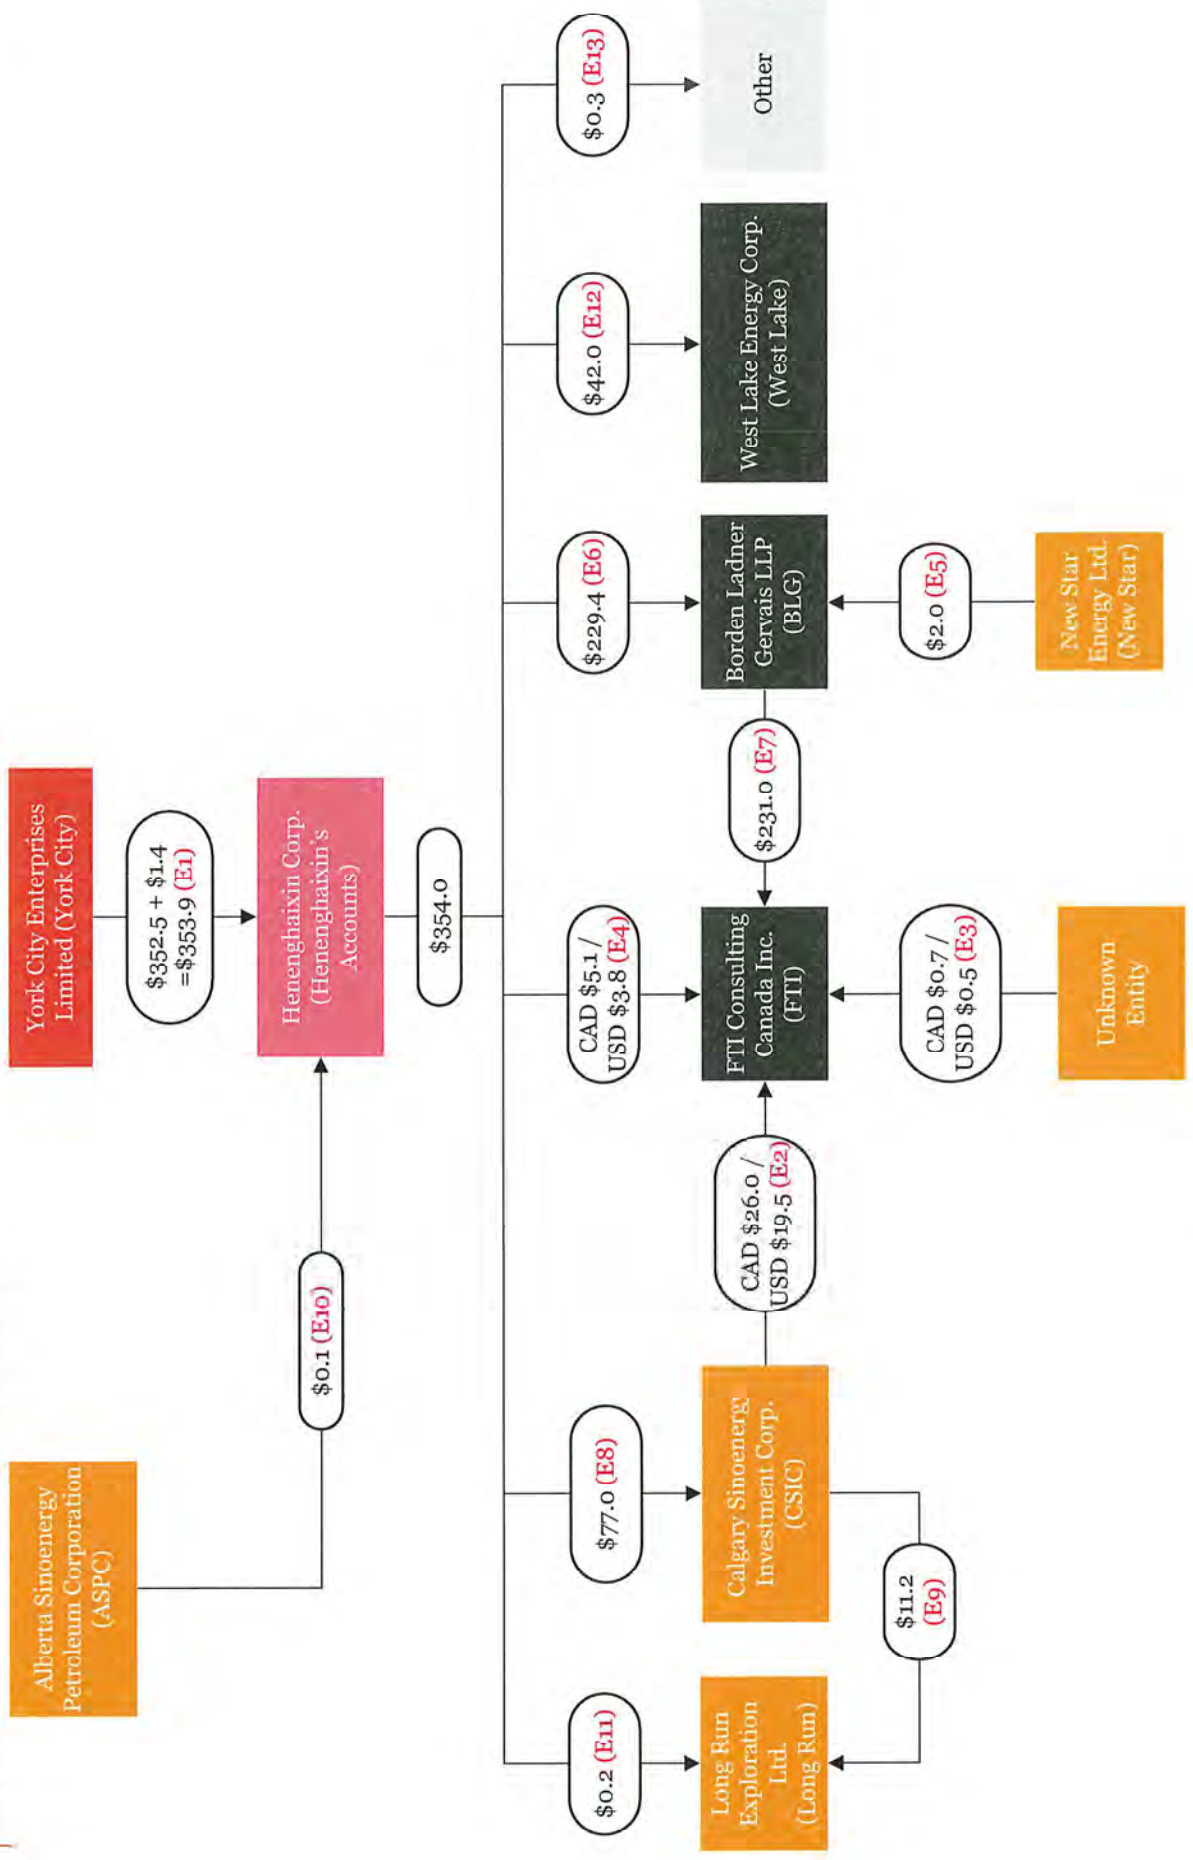 Alberta Sinoenergy
Petroleum Corporation
(ASPC)
York City Enterprises
Limited (York City)
$352.5 + $1.4
=$353.9 (E1)
$0.1 (E10)
Henenghaixin Corp.
(Henenghaixin's
Accounts)
$354.0
$0.2 (E11)
$77.0 (E8)
CAD $5.1 /
USD $3.8 (E4)
$229.4 (E6)
$42.0 (E12)
$0.3 (E13)
Long Run
Exploration
Ltd.
(Long Run)
Calgary Sinoenergy
Investment Corp.
(CSIC)
CAD $26.0 /
USD $19.5 (E2)
FTI Consulting
Canada Inc.
(FTI)
$231.0 (E7)
Borden Ladner
Gervais LLP
(BLG)
West Lake Energy Corp.
(West Lake)
Other
$11.2
(E9)
CAD $0.7 /
USD $0.5 (E3)
$2.0 (E5)
Unknown
Entity
New Star
Energy Ltd.
(New Star)